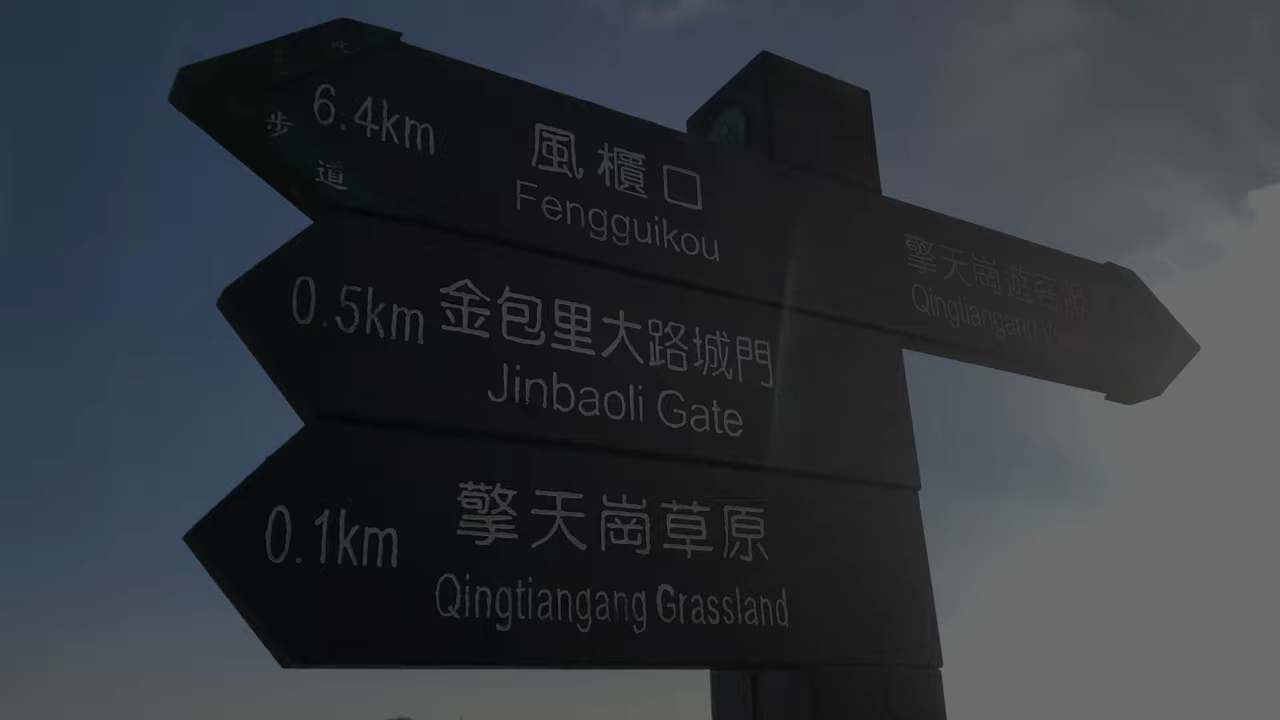 步
道
6.4km
風櫃口
Fengguikou
0.5km
金包里大路城門
Jinbaoli Gate
0.1km
擎天崗草原
Qingtiangang Grassland
擎天崗遊客服
Qingtiangang